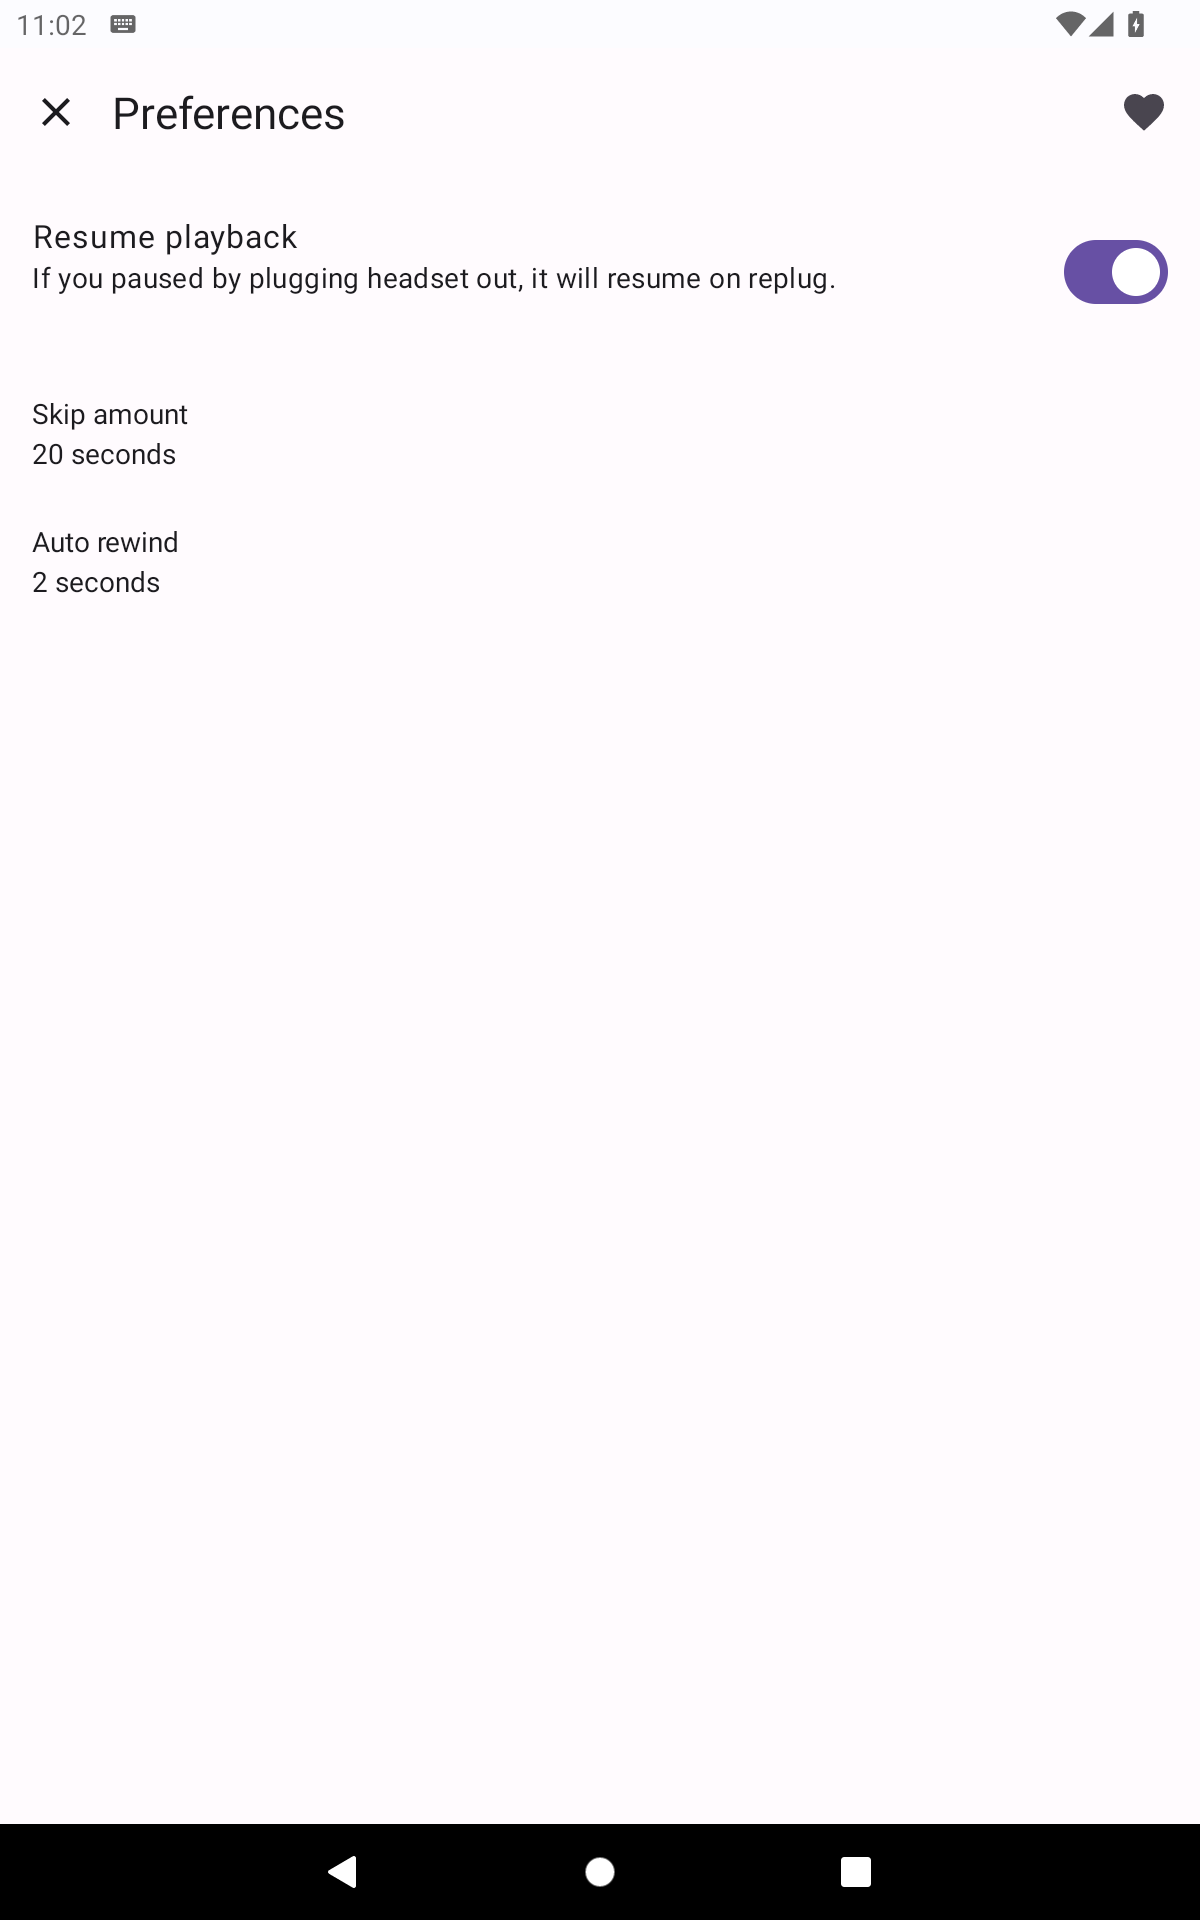 11:02
Preferences
Resume playback
If you paused by plugging headset out, it will resume on replug.
Skip amount
20 seconds
Auto rewind
2 seconds